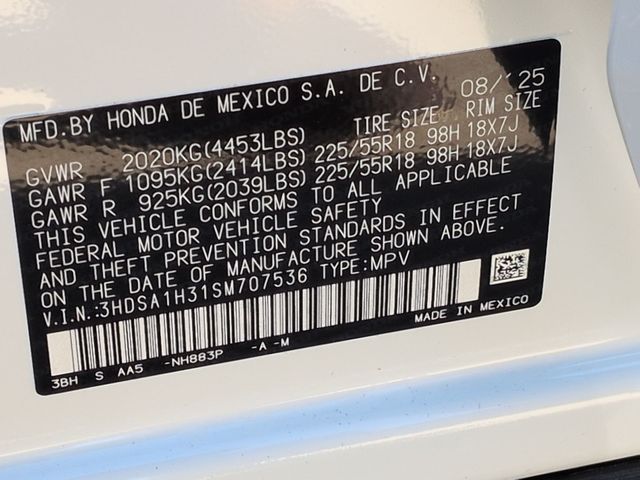 MFD.BY HONDA DE MEXICO S.A. DE C.V. 08/'25
TIRE SIZE RIM SIZE
GVWR 2020KG(4453LBS)
GAWR F 1095KG(2414LBS) 225/55R18 98H 18X7J
GAWR R 925KG(2039LBS) 225/55R18 98H 18X7J
THIS VEHICLE CONFORMS TO ALL APPLICABLE
FEDERAL MOTOR VEHICLE SAFETY
AND THEFT PREVENTION STANDARDS IN EFFECT
ON THE DATE OF MANUFACTURE SHOWN ABOVE.
V.I.N.:3HDSA1H31SM707536 TYPE:MPV
MADE IN MEXICO
3BH S AA5 -NH883P -A -M